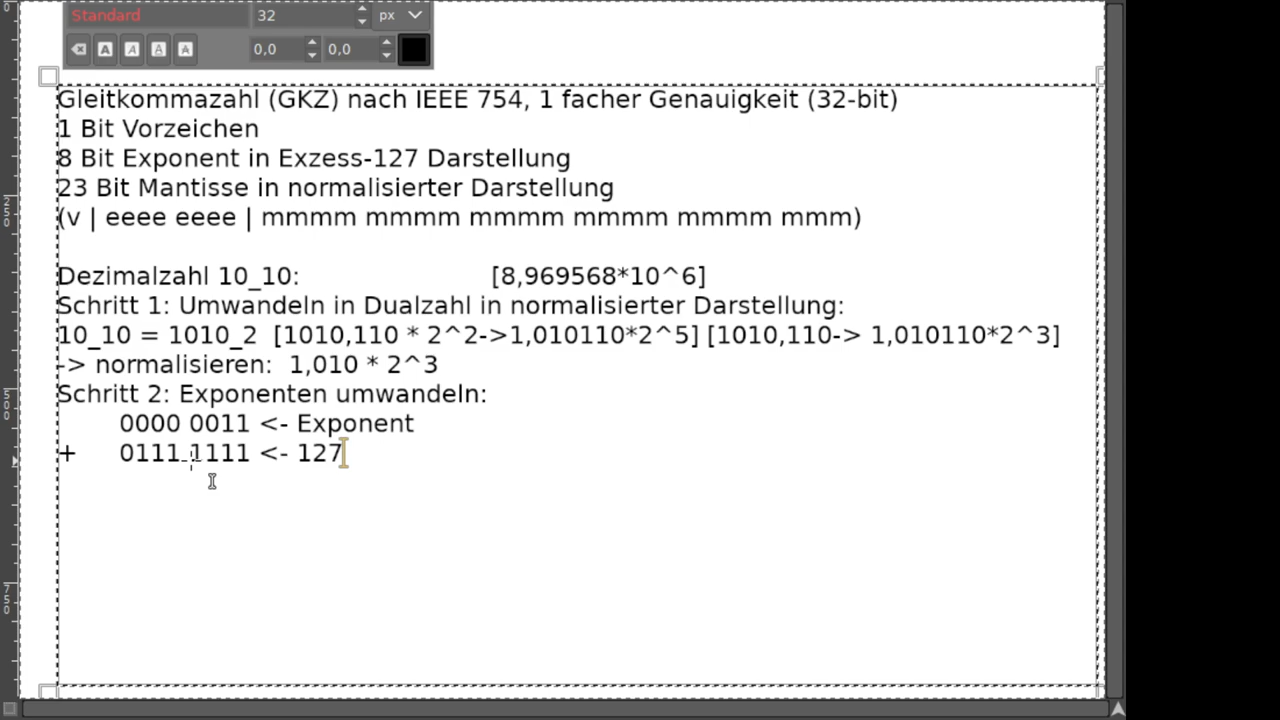 Standard 32 px
0,0 0,0
Gleitkommazahl (GKZ) nach IEEE 754, 1 facher Genauigkeit (32-bit)
1 Bit Vorzeichen
8 Bit Exponent in Exzess-127 Darstellung
23 Bit Mantisse in normalisierter Darstellung
(v | eeee eeee | mmmm mmmm mmmm mmmm mmmm mmm)
Dezimalzahl 10_10: [8,969568*10^6]
Schritt 1: Umwandeln in Dualzahl in normalisierter Darstellung:
10_10 = 1010_2 [1010,110 * 2^2->1,010110*2^5] [1010,110-> 1,010110*2^3]
-> normalisieren: 1,010 * 2^3
Schritt 2: Exponenten umwandeln:
0000 0011 <- Exponent
+ 0111 1111 <- 127
0
250
500
750